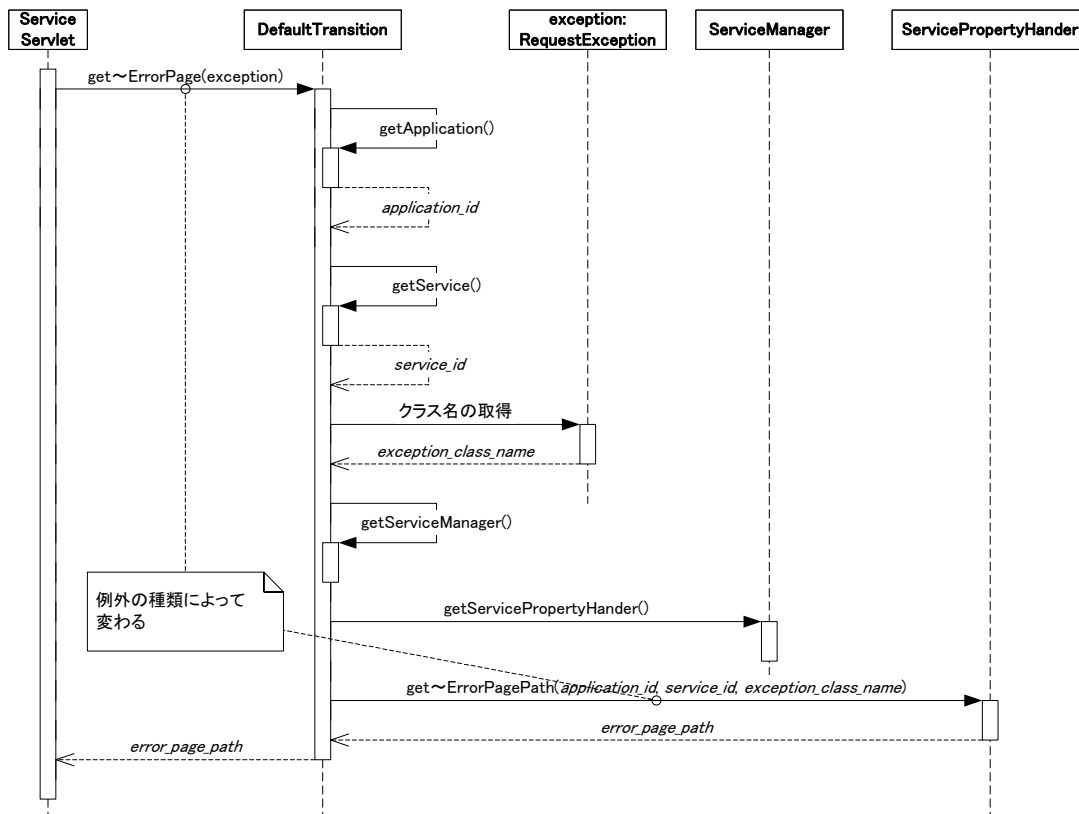 Service
Servlet
DefaultTransition
exception:
RequestException
ServiceManager
ServicePropertyHander
get～ErrorPage(exception)
getApplication()
application_id
getService()
service_id
クラス名の取得
exception_class_name
getServiceManager()
例外の種類によって
変わる
getServicePropertyHander()
get～ErrorPagePath(application_id, service_id, exception_class_name)
error_page_path
error_page_path